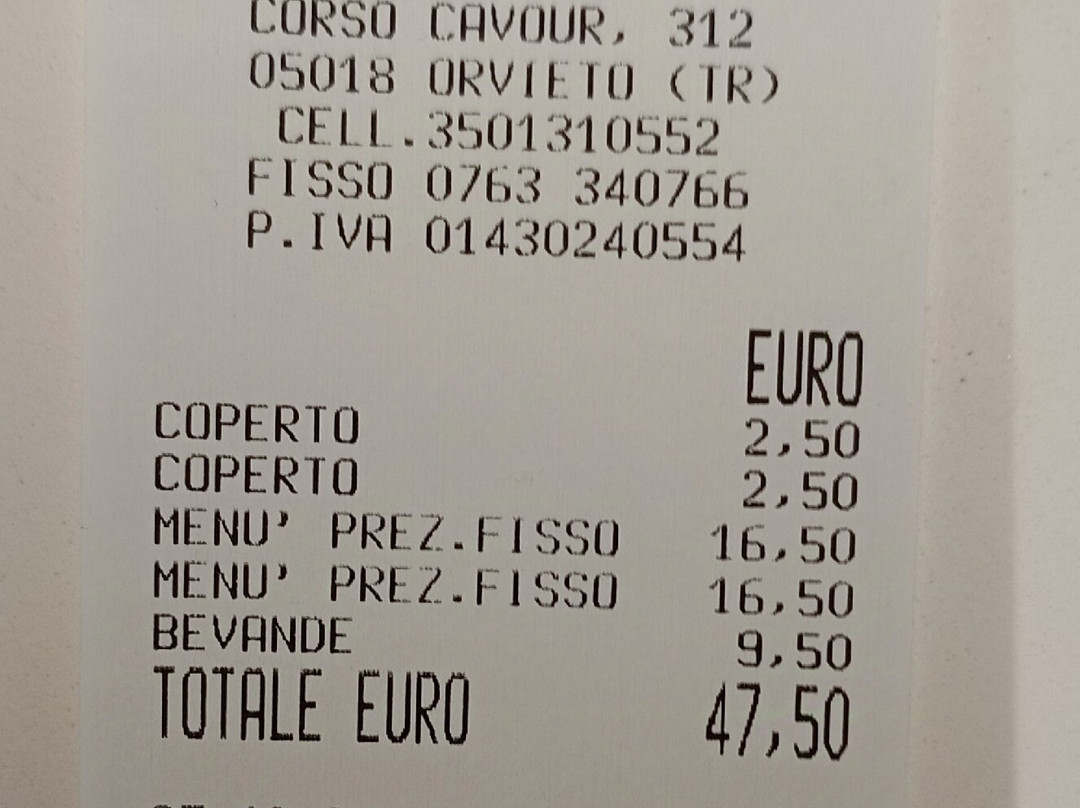 CORSO CAVOUR, 312
05018 ORVIETO (TR)
CELL.3501310552
FISSO 0763 340766
P.IVA 01430240554
EURO
COPERTO 2,50
COPERTO 2,50
MENU' PREZ.FISSO 16,50
MENU' PREZ.FISSO 16,50
BEVANDE 9,50
TOTALE EURO 47,50